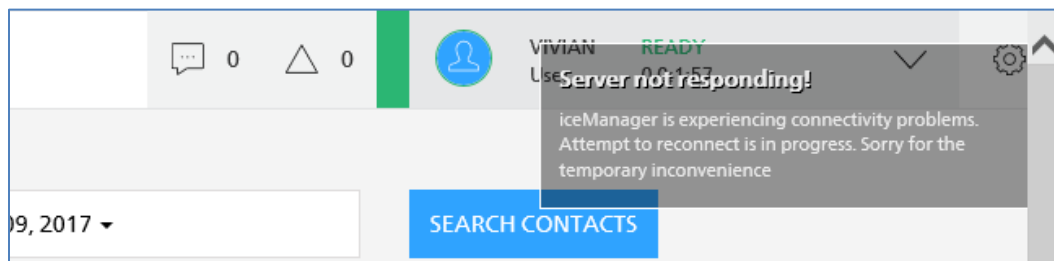 0
0
VIVIAN READY
User
Server not responding!
iceManager is experiencing connectivity problems.
Attempt to reconnect is in progress. Sorry for the
temporary inconvenience
09, 2017
SEARCH CONTACTS